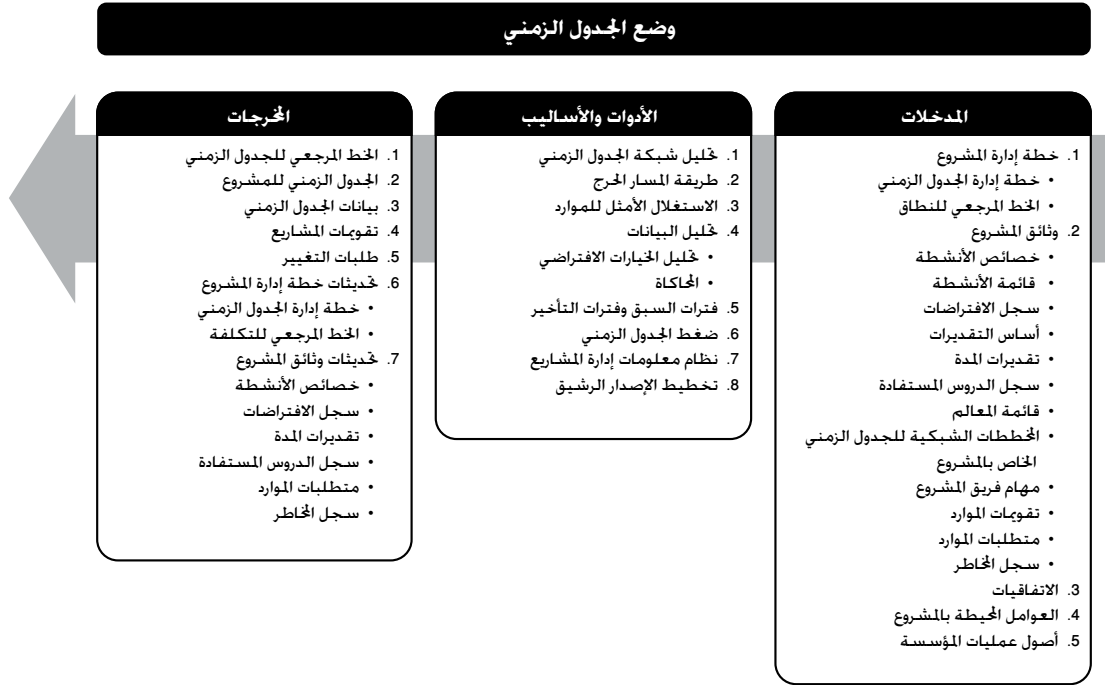 وضع الجدول الزمني
المدخلات
1. خطة إدارة المشروع
• خطة إدارة الجدول الزمني
• الخط المرجعي للنطاق
2. وثائق المشروع
• خصائص الأنشطة
• قائمة الأنشطة
• سجل الافتراضات
• أساس التقديرات
• تقديرات المدة
• سجل الدروس المستفادة
• قائمة المعالم
• المخططات الشبكية للجدول الزمني
الخاص بالمشروع
• مهام فريق المشروع
• تقويمات الموارد
• متطلبات الموارد
• سجل المخاطر
3. الاتفاقيات
4. العوامل المحيطة بالمشروع
5. أصول عمليات المؤسسة
الأدوات والأساليب
1. تحليل شبكة الجدول الزمني
2. طريقة المسار الحرج
3. الاستغلال الأمثل للموارد
4. تحليل البيانات
• تحليل الخيارات الافتراضي
• المحاكاة
5. فترات السبق وفترات التأخير
6. ضغط الجدول الزمني
7. نظام معلومات إدارة المشاريع
8. تخطيط الإصدار الرشيق
المخرجات
1. الخط المرجعي للجدول الزمني
2. الجدول الزمني للمشروع
3. بيانات الجدول الزمني
4. تقويمات المشاريع
5. طلبات التغيير
6. تحديثات خطة إدارة المشروع
• خطة إدارة الجدول الزمني
• الخط المرجعي للتكلفة
7. تحديثات وثائق المشروع
• خصائص الأنشطة
• سجل الافتراضات
• تقديرات المدة
• سجل الدروس المستفادة
• متطلبات الموارد
• سجل المخاطر